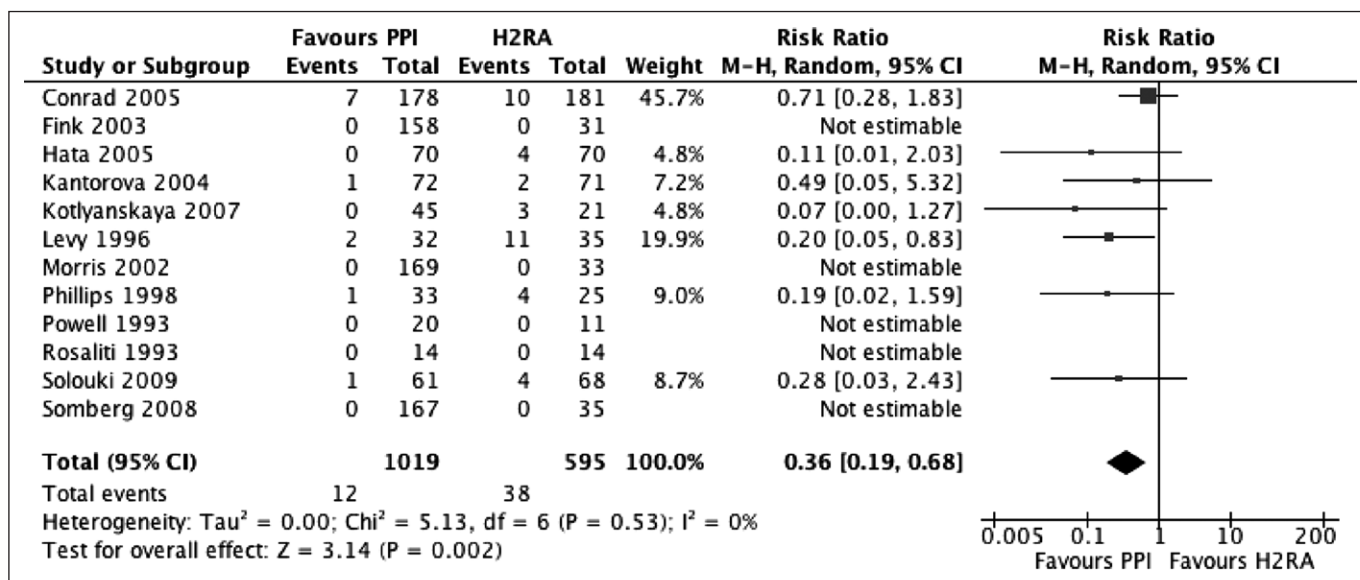 Favours PPI H2RA Risk Ratio Risk Ratio
Study or Subgroup Events Total Events Total Weight M-H, Random, 95% CI M-H, Random, 95% CI
Conrad 2005 7 178 10 181 45.7% 0.71 [0.28, 1.83]
Fink 2003 0 158 0 31 Not estimable
Hata 2005 0 70 4 70 4.8% 0.11 [0.01, 2.03]
Kantorova 2004 1 72 2 71 7.2% 0.49 [0.05, 5.32]
Kotlyanskaya 2007 0 45 3 21 4.8% 0.07 [0.00, 1.27]
Levy 1996 2 32 11 35 19.9% 0.20 [0.05, 0.83]
Morris 2002 0 169 0 33 Not estimable
Phillips 1998 1 33 4 25 9.0% 0.19 [0.02, 1.59]
Powell 1993 0 20 0 11 Not estimable
Rosaliti 1993 0 14 0 14 Not estimable
Solouki 2009 1 61 4 68 8.7% 0.28 [0.03, 2.43]
Somberg 2008 0 167 0 35 Not estimable
Total (95% CI) 1019 595 100.0% 0.36 [0.19, 0.68]
Total events 12 38
Heterogeneity: Tau² = 0.00; Chi² = 5.13, df = 6 (P = 0.53); I² = 0%
Test for overall effect: Z = 3.14 (P = 0.002)
0.005 0.1 1 10 200
Favours PPI Favours H2RA